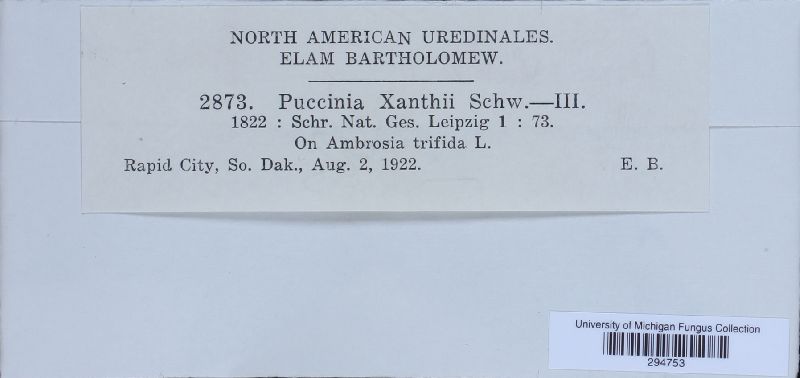 NORTH AMERICAN UREDINALES.
ELAM BARTHOLOMEW.
2873. Puccinia Xanthii Schw.—III.
1822 : Schr. Nat. Ges. Leipzig 1 : 73.
On Ambrosia trifida L.
Rapid City, So. Dak., Aug. 2, 1922. E. B.
University of Michigan Fungus Collection
294753